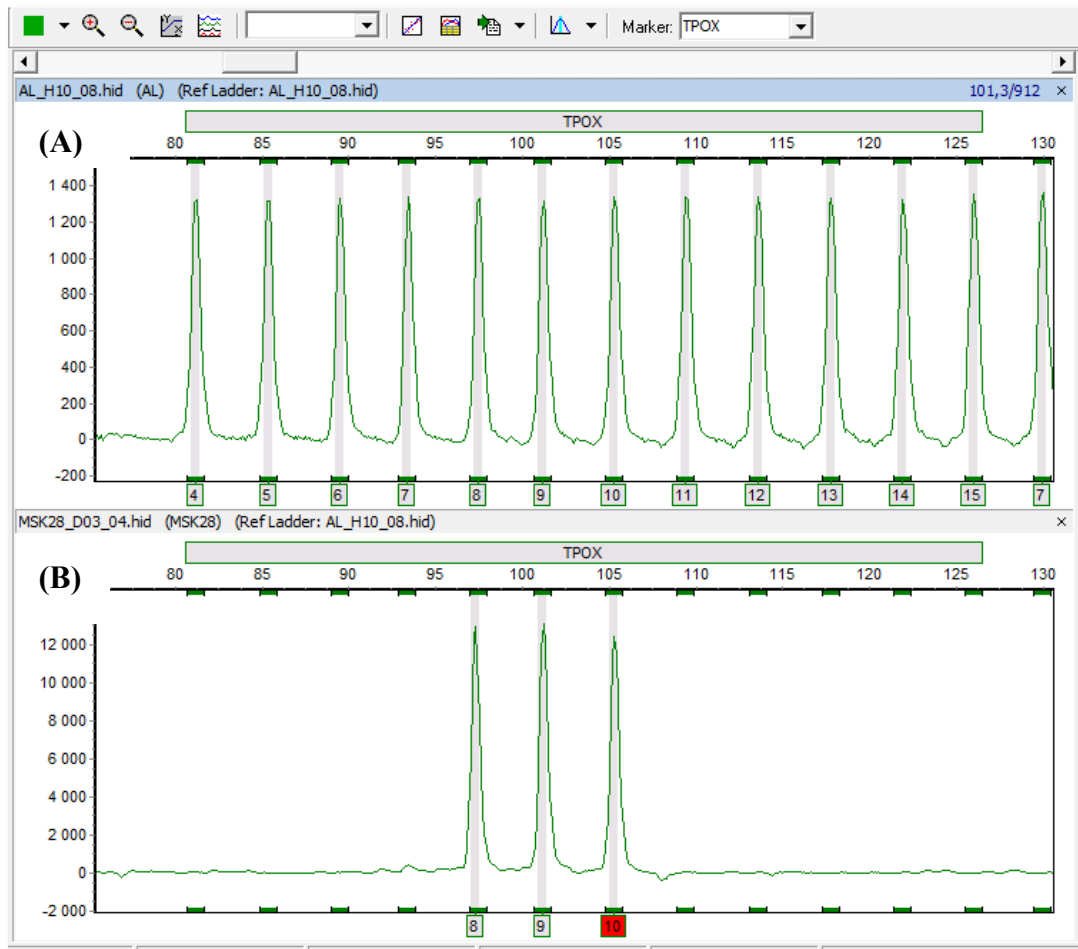 Marker: TPOX
AL_H10_08.hid (AL) (Ref Ladder: AL_H10_08.hid) 101,3/912 ×
(A)
TPOX
80 85 90 95 100 105 110 115 120 125 130
1 400
1 200
1 000
800
600
400
200
0
-200
4 5 6 7 8 9 10 11 12 13 14 15 7
MSK28_D03_04.hid (MSK28) (Ref Ladder: AL_H10_08.hid) ×
(B)
TPOX
80 85 90 95 100 105 110 115 120 125 130
12 000
10 000
8 000
6 000
4 000
2 000
0
-2 000
8 9 10